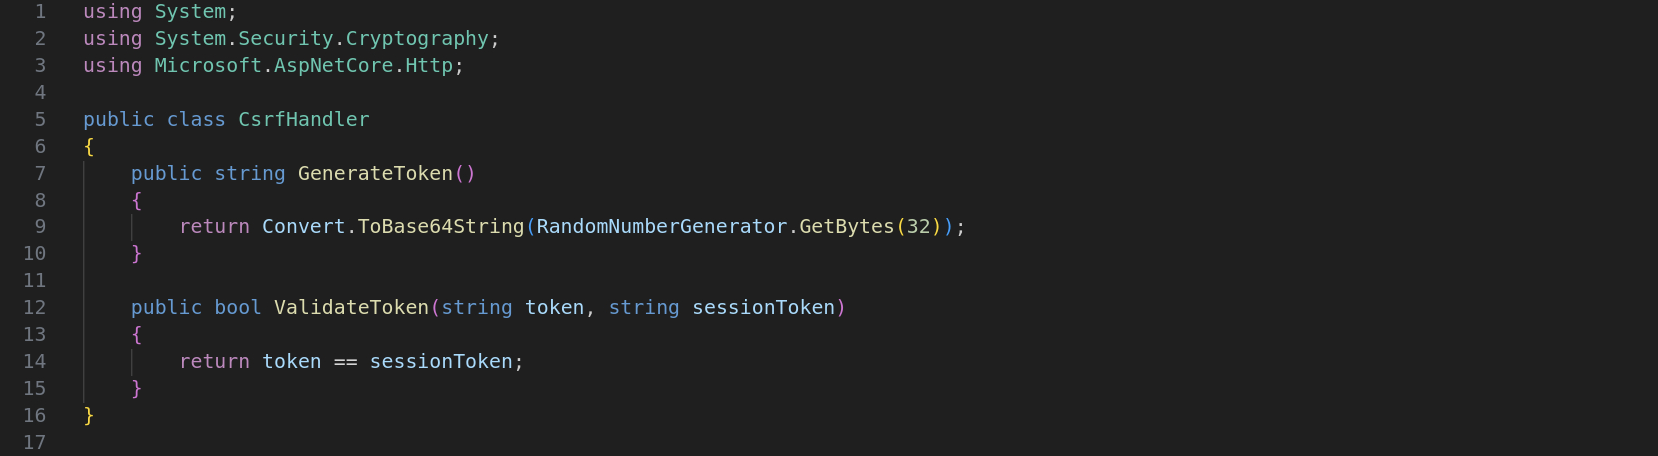 1 using System;
2 using System.Security.Cryptography;
3 using Microsoft.AspNetCore.Http;
4
5 public class CsrfHandler
6 {
7     public string GenerateToken()
8     {
9         return Convert.ToBase64String(RandomNumberGenerator.GetBytes(32));
10     }
11
12     public bool ValidateToken(string token, string sessionToken)
13     {
14         return token == sessionToken;
15     }
16 }
17